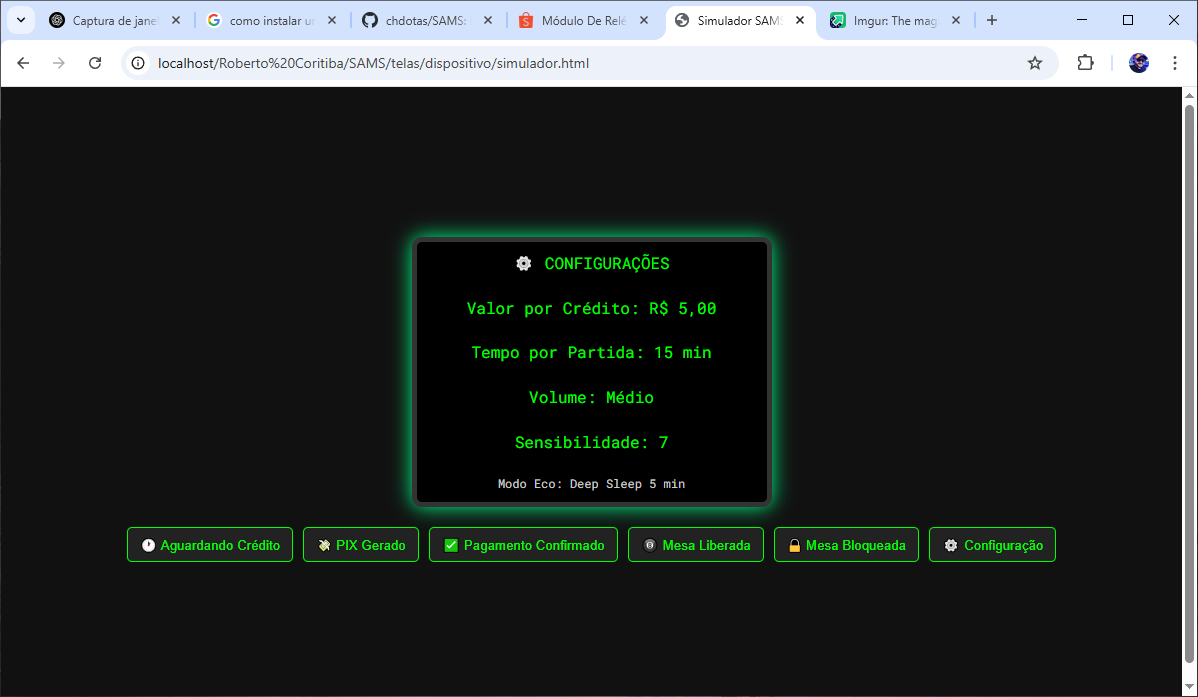 Captura de jane
como instalar u
chdotas/SAMS:
Módulo De Relé
Simulador SAMS
Imgur: The mag
localhost/Roberto%20Coritiba/SAMS/telas/dispositivo/simulador.html
CONFIGURAÇÕES
Valor por Crédito: R$ 5,00
Tempo por Partida: 15 min
Volume: Médio
Sensibilidade: 7
Modo Eco: Deep Sleep 5 min
Aguardando Crédito
PIX Gerado
Pagamento Confirmado
Mesa Liberada
Mesa Bloqueada
Configuração